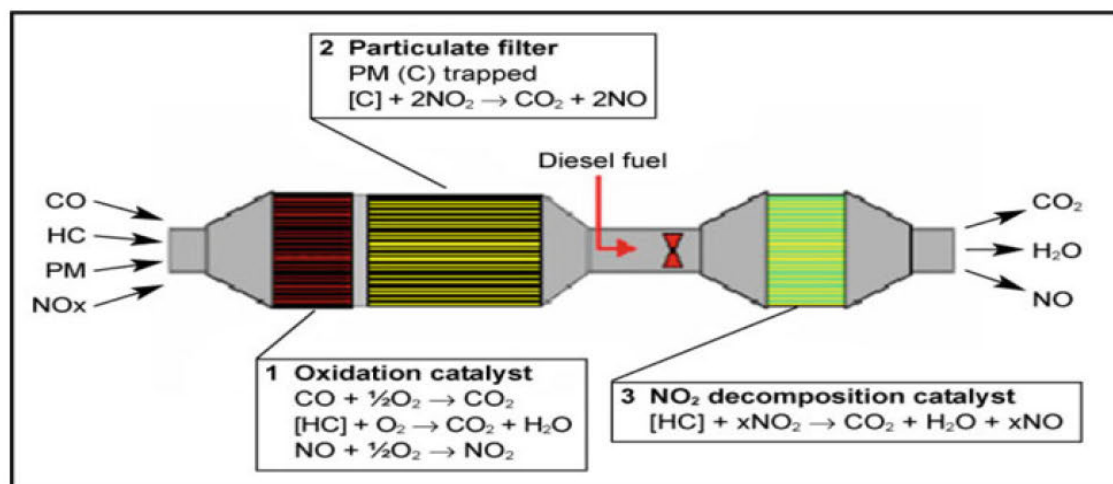 2 Particulate filter
PM (C) trapped
[C] + 2NO₂ → CO₂ + 2NO
Diesel fuel
CO
HC
PM
NOx
CO₂
H₂O
NO
1 Oxidation catalyst
CO + ½O₂ → CO₂
[HC] + O₂ → CO₂ + H₂O
NO + ½O₂ → NO₂
3 NO₂ decomposition catalyst
[HC] + xNO₂ → CO₂ + H₂O + xNO